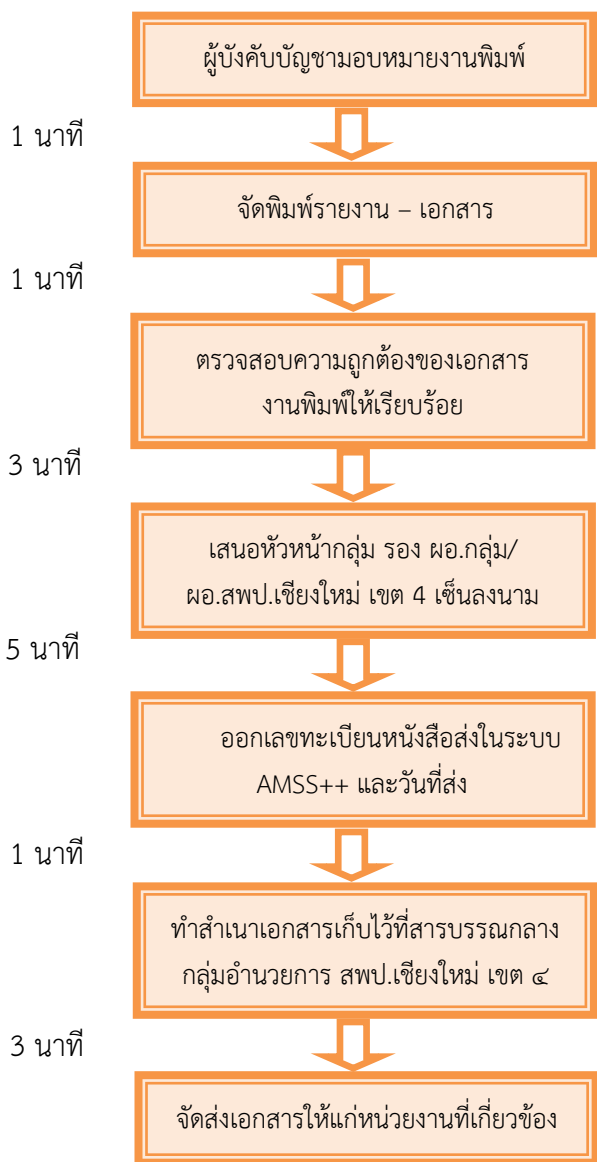 ผู้บังคับบัญชามอบหมายงานพิมพ์
1 นาที
จัดพิมพ์รายงาน – เอกสาร
1 นาที
ตรวจสอบความถูกต้องของเอกสาร
งานพิมพ์ให้เรียบร้อย
3 นาที
เสนอหัวหน้ากลุ่ม รอง ผอ.กลุ่ม/
ผอ.สพป.เชียงใหม่ เขต 4 เซ็นลงนาม
5 นาที
ออกเลขทะเบียนหนังสือส่งในระบบ
AMSS++ และวันที่ส่ง
1 นาที
ทำสำเนาเอกสารเก็บไว้ที่สารบรรณกลาง
กลุ่มอำนวยการ สพป.เชียงใหม่ เขต ๔
3 นาที
จัดส่งเอกสารให้แก่หน่วยงานที่เกี่ยวข้อง